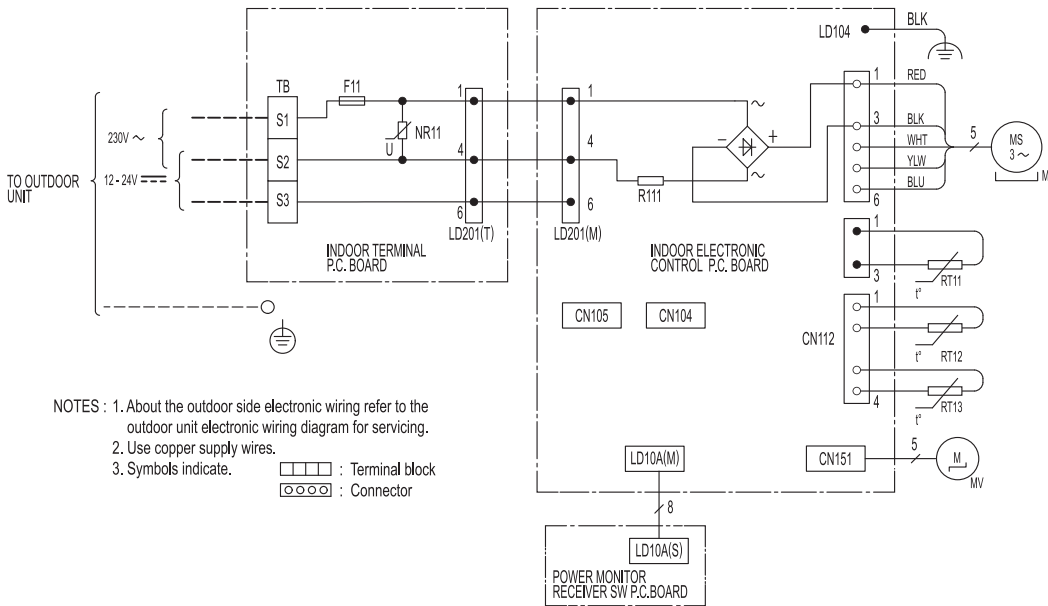 LD104
BLK
TB
F11
1
1
1
RED
S1
NR11
U
230V ~
~
3
BLK
4
4
− +
WHT
5
MS
3 ~
S2
YLW
M
12 - 24V
~
TO OUTDOOR
UNIT
S3
R111
BLU
6
6
6
LD201(T)
LD201(M)
INDOOR TERMINAL
P.C. BOARD
INDOOR ELECTRONIC
CONTROL P.C. BOARD
1
3
t°
RT11
CN105
CN104
1
CN112
t°
RT12
4
t°
RT13
NOTES : 1. About the outdoor side electronic wiring refer to the
outdoor unit electronic wiring diagram for servicing.
2. Use copper supply wires.
3. Symbols indicate.
: Terminal block
: Connector
LD10A(M)
CN151
5
M
MV
8
LD10A(S)
POWER MONITOR
RECEIVER SW P.C.BOARD